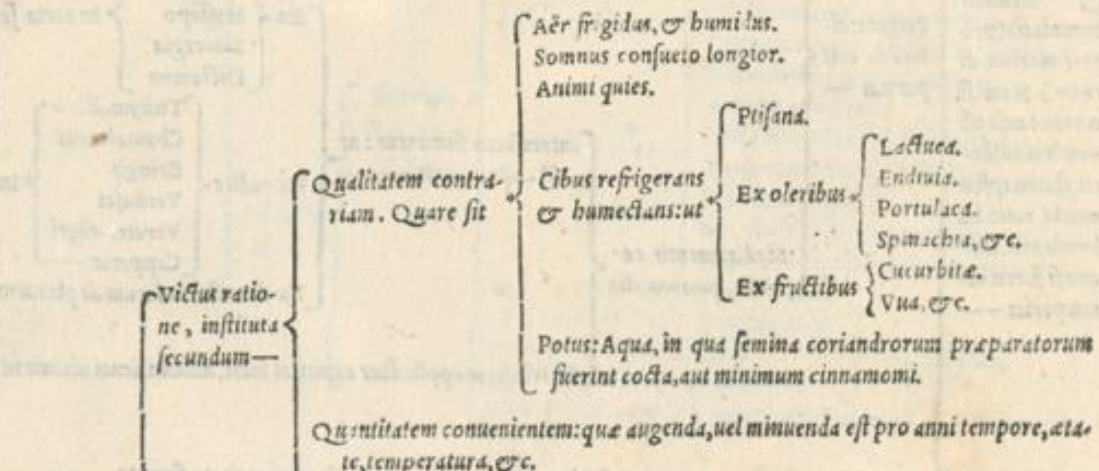 Aër frigidus, & humidus.
Somnus consueto longior.
Animi quies.
Qualitatem contra-
riam. Quare sit
Cibus refrigerans
& humectans: ut
Ptisana.
Ex oleribus
Lactuca.
Endiuia.
Portulaca.
Spinachia, &c.
Ex fructibus
Cucurbitæ.
Vua, &c.
Potus: Aqua, in qua semina coriandrorum præparatorum
fuerint cocta, aut minimum cinnamomi.
Victus ratio-
ne, instituta
secundum—
Quantitatem conuenientem: quæ augenda, uel minuenda est pro anni tempore, æta-
te, temperatura, &c.